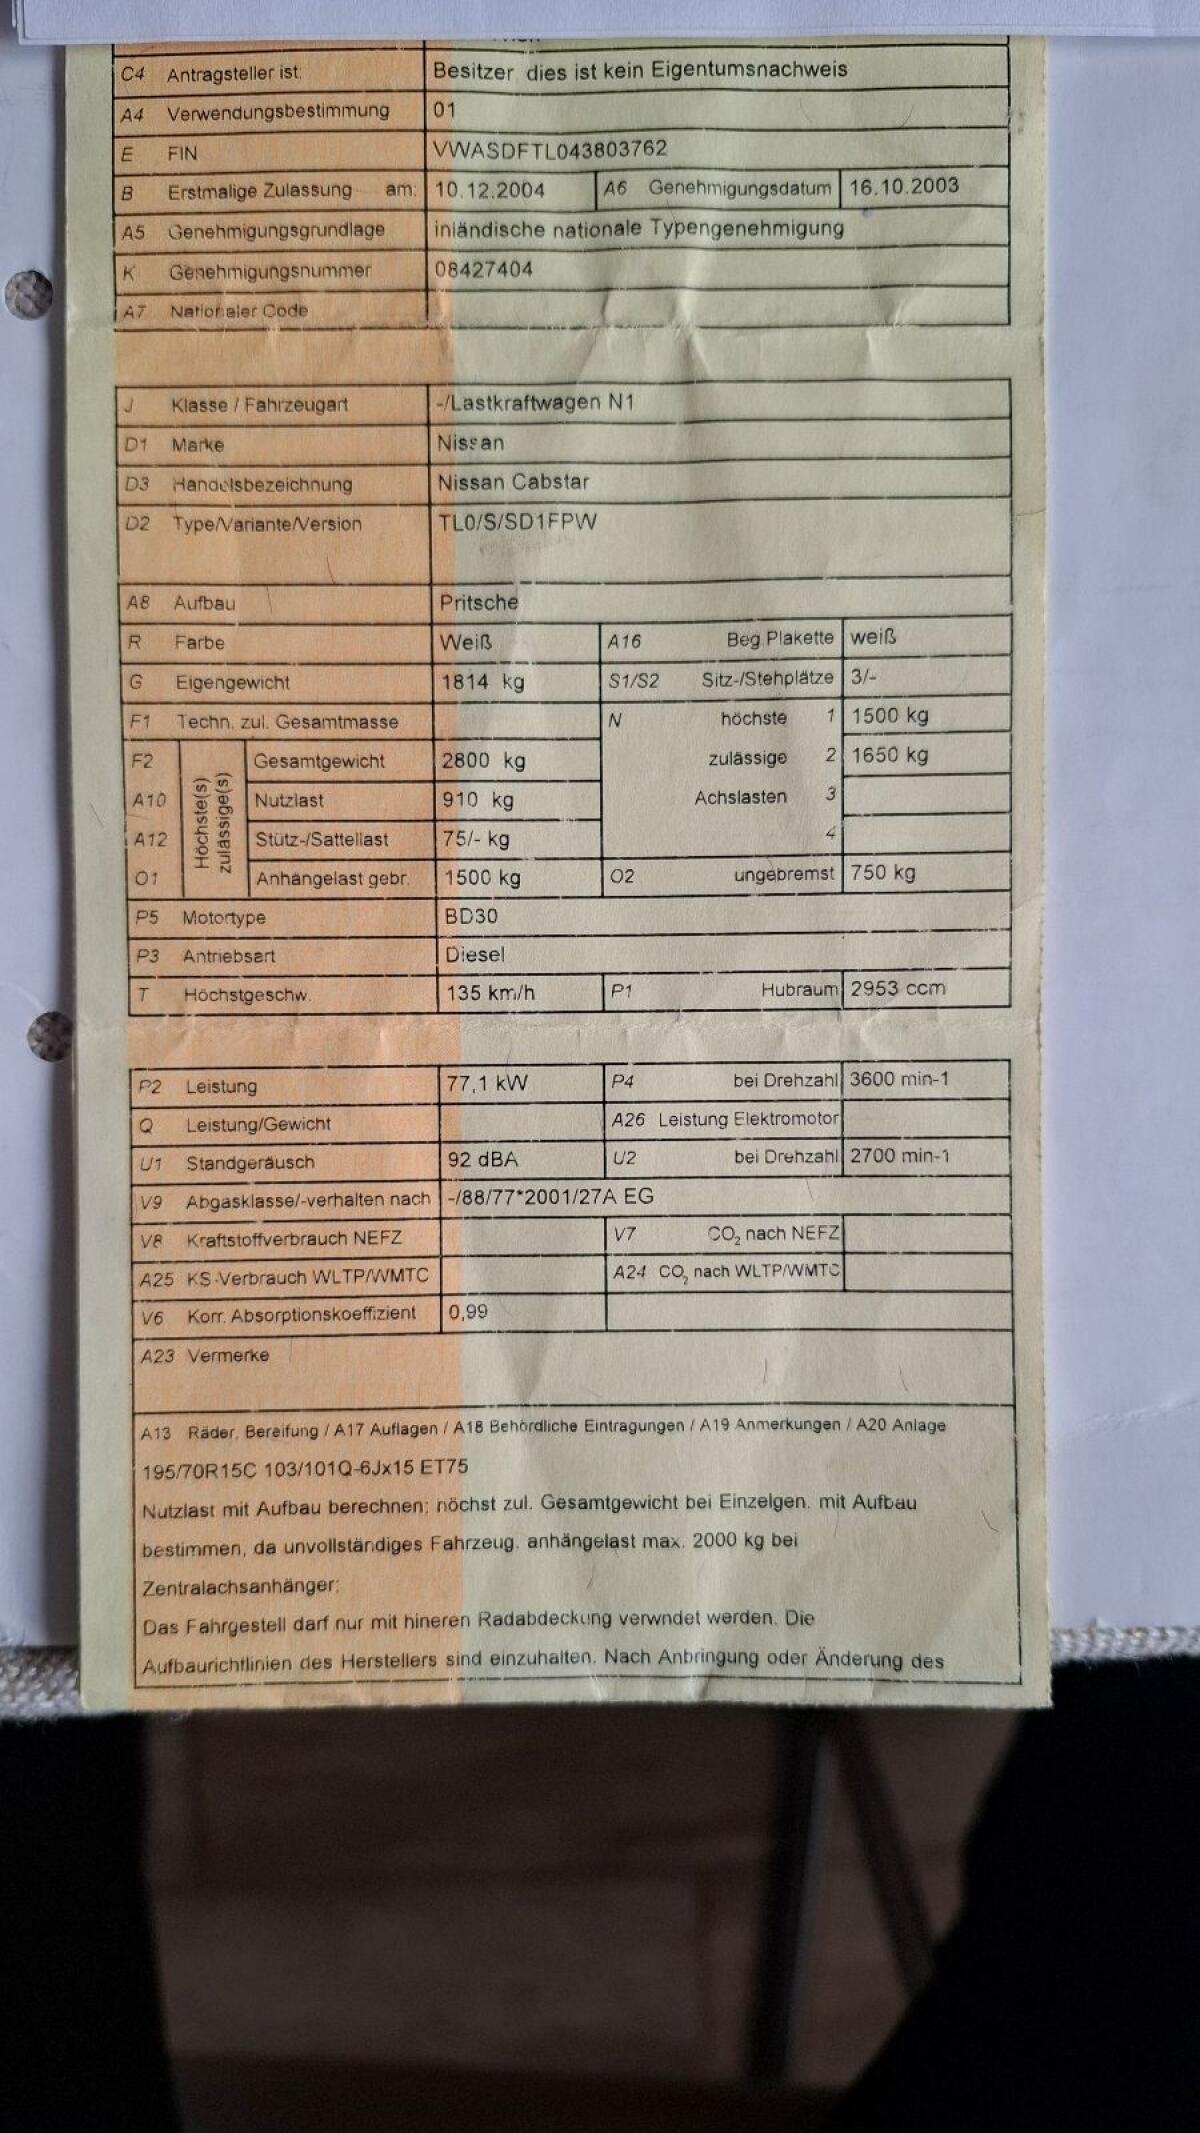 C4 Antragsteller ist: Besitzer dies ist kein Eigentumsnachweis
A4 Verwendungsbestimmung 01
E FIN VWASDFTL043803762
B Erstmalige Zulassung am: 10.12.2004 A6 Genehmigungsdatum 16.10.2003
A5 Genehmigungsgrundlage inländische nationale Typengenehmigung
K Genehmigungsnummer 08427404
A7 Nationaler Code
J Klasse / Fahrzeugart -/Lastkraftwagen N1
D1 Marke Nissan
D3 Handelsbezeichnung Nissan Cabstar
D2 Type/Variante/Version TL0/S/SD1FPW
A8 Aufbau Pritsche
R Farbe Weiß A16 Beg.Plakette weiß
G Eigengewicht 1814 kg S1/S2 Sitz-/Stehplätze 3/-
F1 Techn. zul. Gesamtmasse N höchste 1 1500 kg
F2 Höchste(s) zulässige(s) Gesamtgewicht 2800 kg zulässige 2 1650 kg
A10 Nutzlast 910 kg Achslasten 3
A12 Stütz-/Sattellast 75/- kg 4
O1 Anhängelast gebr. 1500 kg O2 ungebremst 750 kg
P5 Motortype BD30
P3 Antriebsart Diesel
T Höchstgeschw. 135 km/h P1 Hubraum 2953 ccm
P2 Leistung 77,1 kW P4 bei Drehzahl 3600 min-1
Q Leistung/Gewicht A26 Leistung Elektromotor
U1 Standgeräusch 92 dBA U2 bei Drehzahl 2700 min-1
V9 Abgasklasse/-verhalten nach -/88/77*2001/27A EG
V8 Kraftstoffverbrauch NEFZ V7 CO2 nach NEFZ
A25 KS-Verbrauch WLTP/WMTC A24 CO2 nach WLTP/WMTC
V6 Korr. Absorptionskoeffizient 0,99
A23 Vermerke
A13 Räder, Bereifung / A17 Auflagen / A18 Behördliche Eintragungen / A19 Anmerkungen / A20 Anlage
195/70R15C 103/101Q-6Jx15 ET75
Nutzlast mit Aufbau berechnen; höchst zul. Gesamtgewicht bei Einzelgen. mit Aufbau
bestimmen, da unvollständiges Fahrzeug. anhängelast max. 2000 kg bei
Zentralachsanhänger;
Das Fahrgestell darf nur mit hineren Radabdeckung verwndet werden. Die
Aufbaurichtlinien des Herstellers sind einzuhalten. Nach Anbringung oder Änderung des